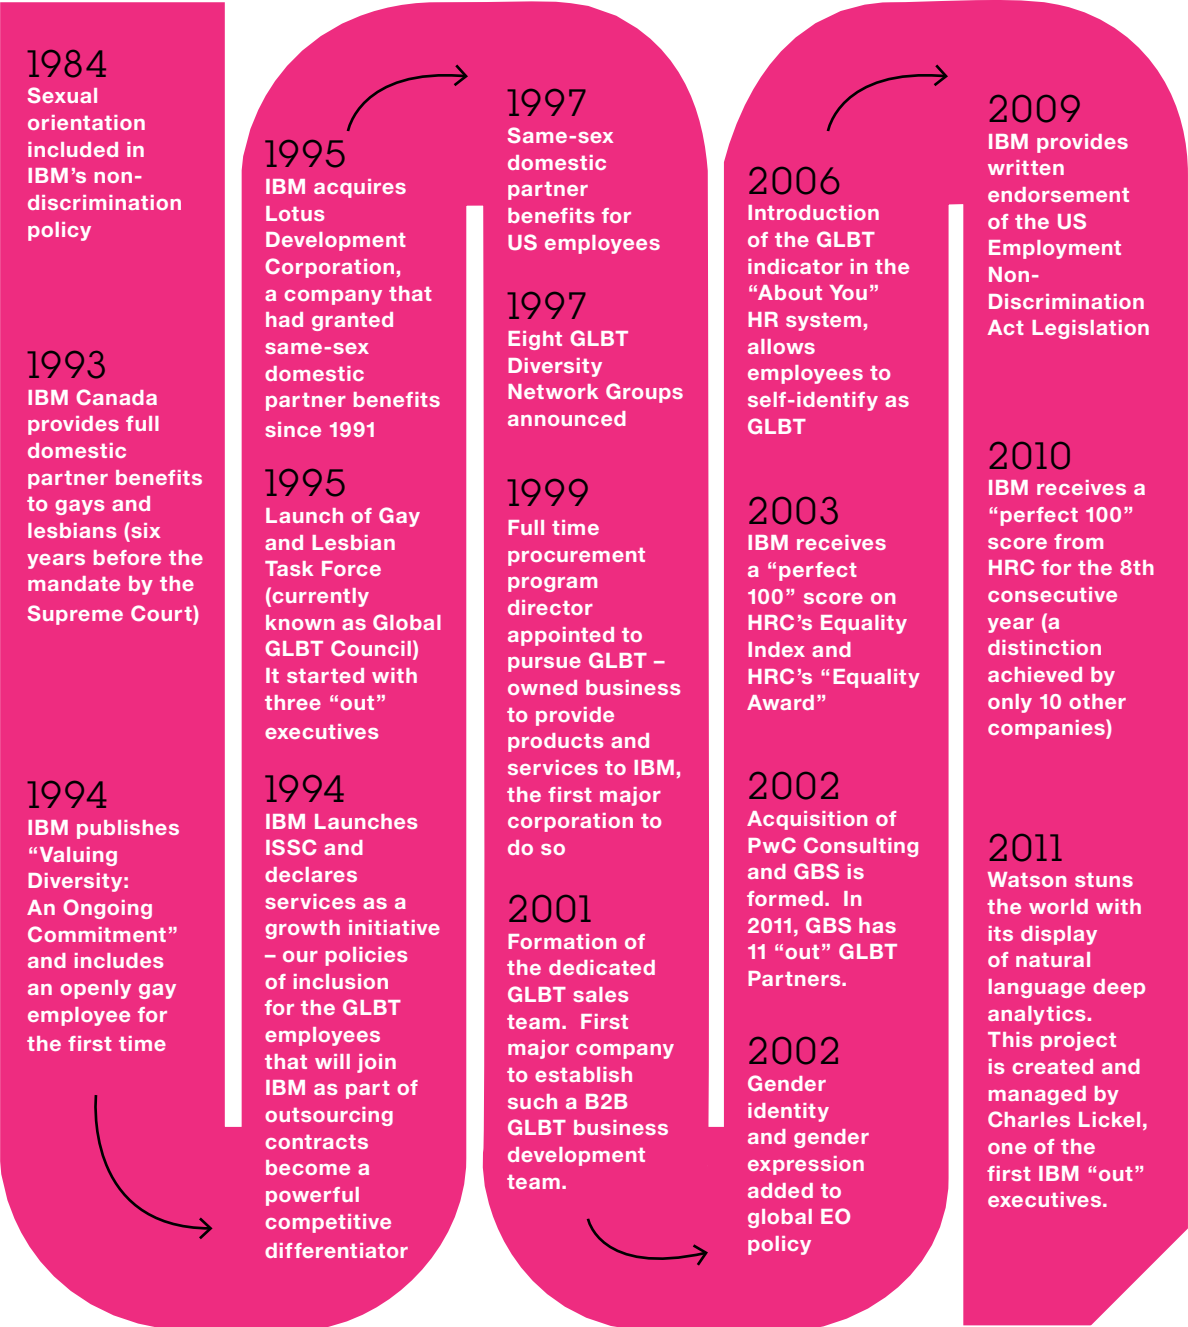 1984
Sexual
orientation
included in
IBM’s non-
discrimination
policy
1993
IBM Canada
provides full
domestic
partner benefits
to gays and
lesbians (six
years before the
mandate by the
Supreme Court)
1994
IBM publishes
“Valuing
Diversity:
An Ongoing
Commitment”
and includes
an openly gay
employee for
the first time
1995
IBM acquires
Lotus
Development
Corporation,
a company that
had granted
same-sex
domestic
partner benefits
since 1991
1995
Launch of Gay
and Lesbian
Task Force
(currently
known as Global
GLBT Council)
It started with
three “out”
executives
1994
IBM Launches
ISSC and
declares
services as a
growth initiative
– our policies
of inclusion
for the GLBT
employees
that will join
IBM as part of
outsourcing
contracts
become a
powerful
competitive
differentiator
1997
Same-sex
domestic
partner
benefits for
US employees
1997
Eight GLBT
Diversity
Network Groups
announced
1999
Full time
procurement
program
director
appointed to
pursue GLBT –
owned business
to provide
products and
services to IBM,
the first major
corporation to
do so
2001
Formation of
the dedicated
GLBT sales
team.  First
major company
to establish
such a B2B
GLBT business
development
team.
2006
Introduction
of the GLBT
indicator in the
“About You”
HR system,
allows
employees to
self-identify as
GLBT
2003
IBM receives
a “perfect
100” score on
HRC’s Equality
Index and
HRC’s “Equality
Award”
2002
Acquisition of
PwC Consulting
and GBS is
formed.  In
2011, GBS has
11 “out” GLBT
Partners.
2002
Gender
identity
and gender
expression
added to
global EO
policy
2009
IBM provides
written
endorsement
of the US
Employment
Non-
Discrimination
Act Legislation
2010
IBM receives a
“perfect 100”
score from
HRC for the 8th
consecutive
year (a
distinction
achieved by
only 10 other
companies)
2011
Watson stuns
the world with
its display
of natural
language deep
analytics.
This project
is created and
managed by
Charles Lickel,
one of the
first IBM “out”
executives.